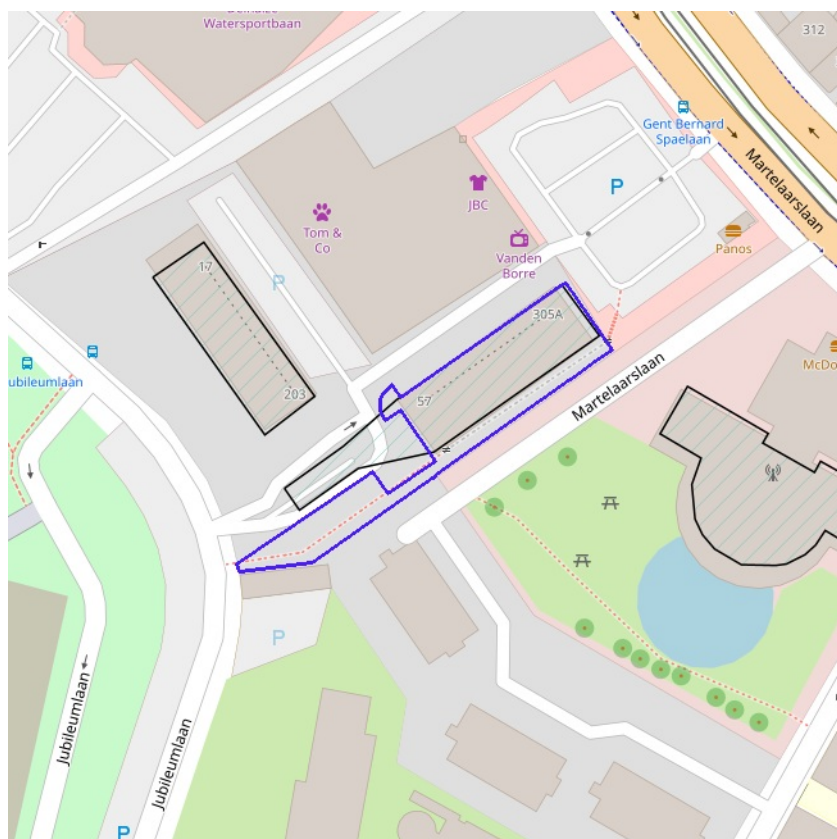 Delhaize
Watersportbaan
312
Gent Bernard
Spaelaan
Martelaarslaan
P
JBC
Tom &
Co
Vanden
Borre
Panos
17
P
305A
McDo
203
57
Jubileumlaan
Martelaarslaan
P
Jubileumlaan
Jubileumlaan
P